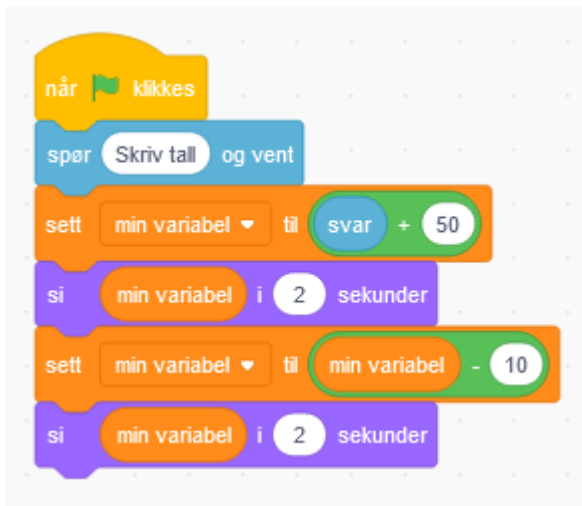 når klikkes
spør Skriv tall og vent
sett min variabel til svar + 50
si min variabel i 2 sekunder
sett min variabel til min variabel - 10
si min variabel i 2 sekunder